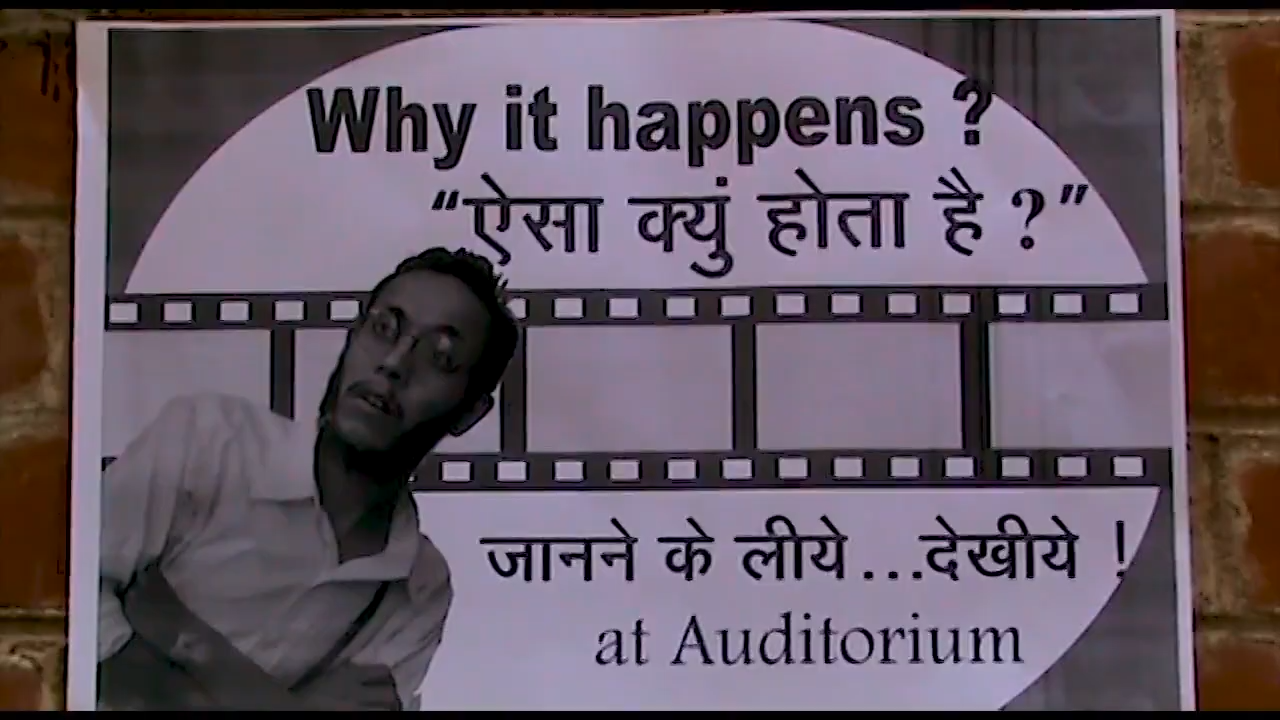 Why it happens ?
“ऐसा क्युं होता है ?”
जानने के लीये...देखीये !
at Auditorium